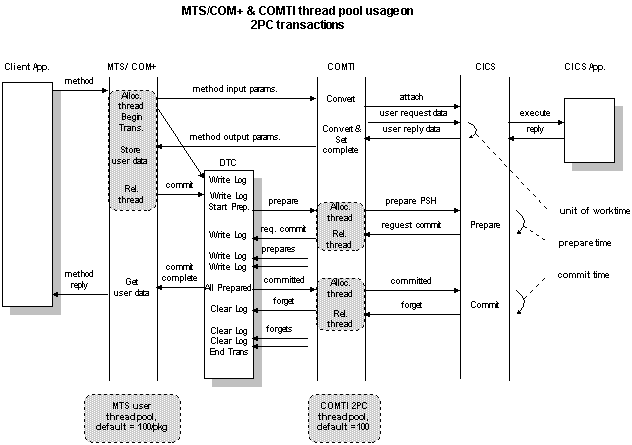 MTS/COM+ & COMTI thread pool usage on
2PC transactions
Client App.
MTS/ COM+
COMTI
CICS
CICS App.
method
Alloc.
thread
Begin
Trans.
Store
user data
Rel.
thread
method input params.
Convert
attach
user request data
user reply data
execute
reply
method output params.
Convert &
Set
complete
DTC
Write Log
commit
Write Log
Start Prep.
prepare
Alloc.
thread
Rel.
thread
prepare PSH
request commit
Prepare
unit of worktime
prepare time
commit time
Write Log
req. commit
prepares
Write Log
Write Log
method
reply
Get
user data
commit
complete
All Prepared
committed
Alloc.
thread
Rel.
thread
committed
forget
Commit
Clear Log
forget
forgets
Clear Log
Clear Log
End Trans
MTS user
thread pool,
default = 100/pkg
COMTI 2PC
thread pool,
default =100